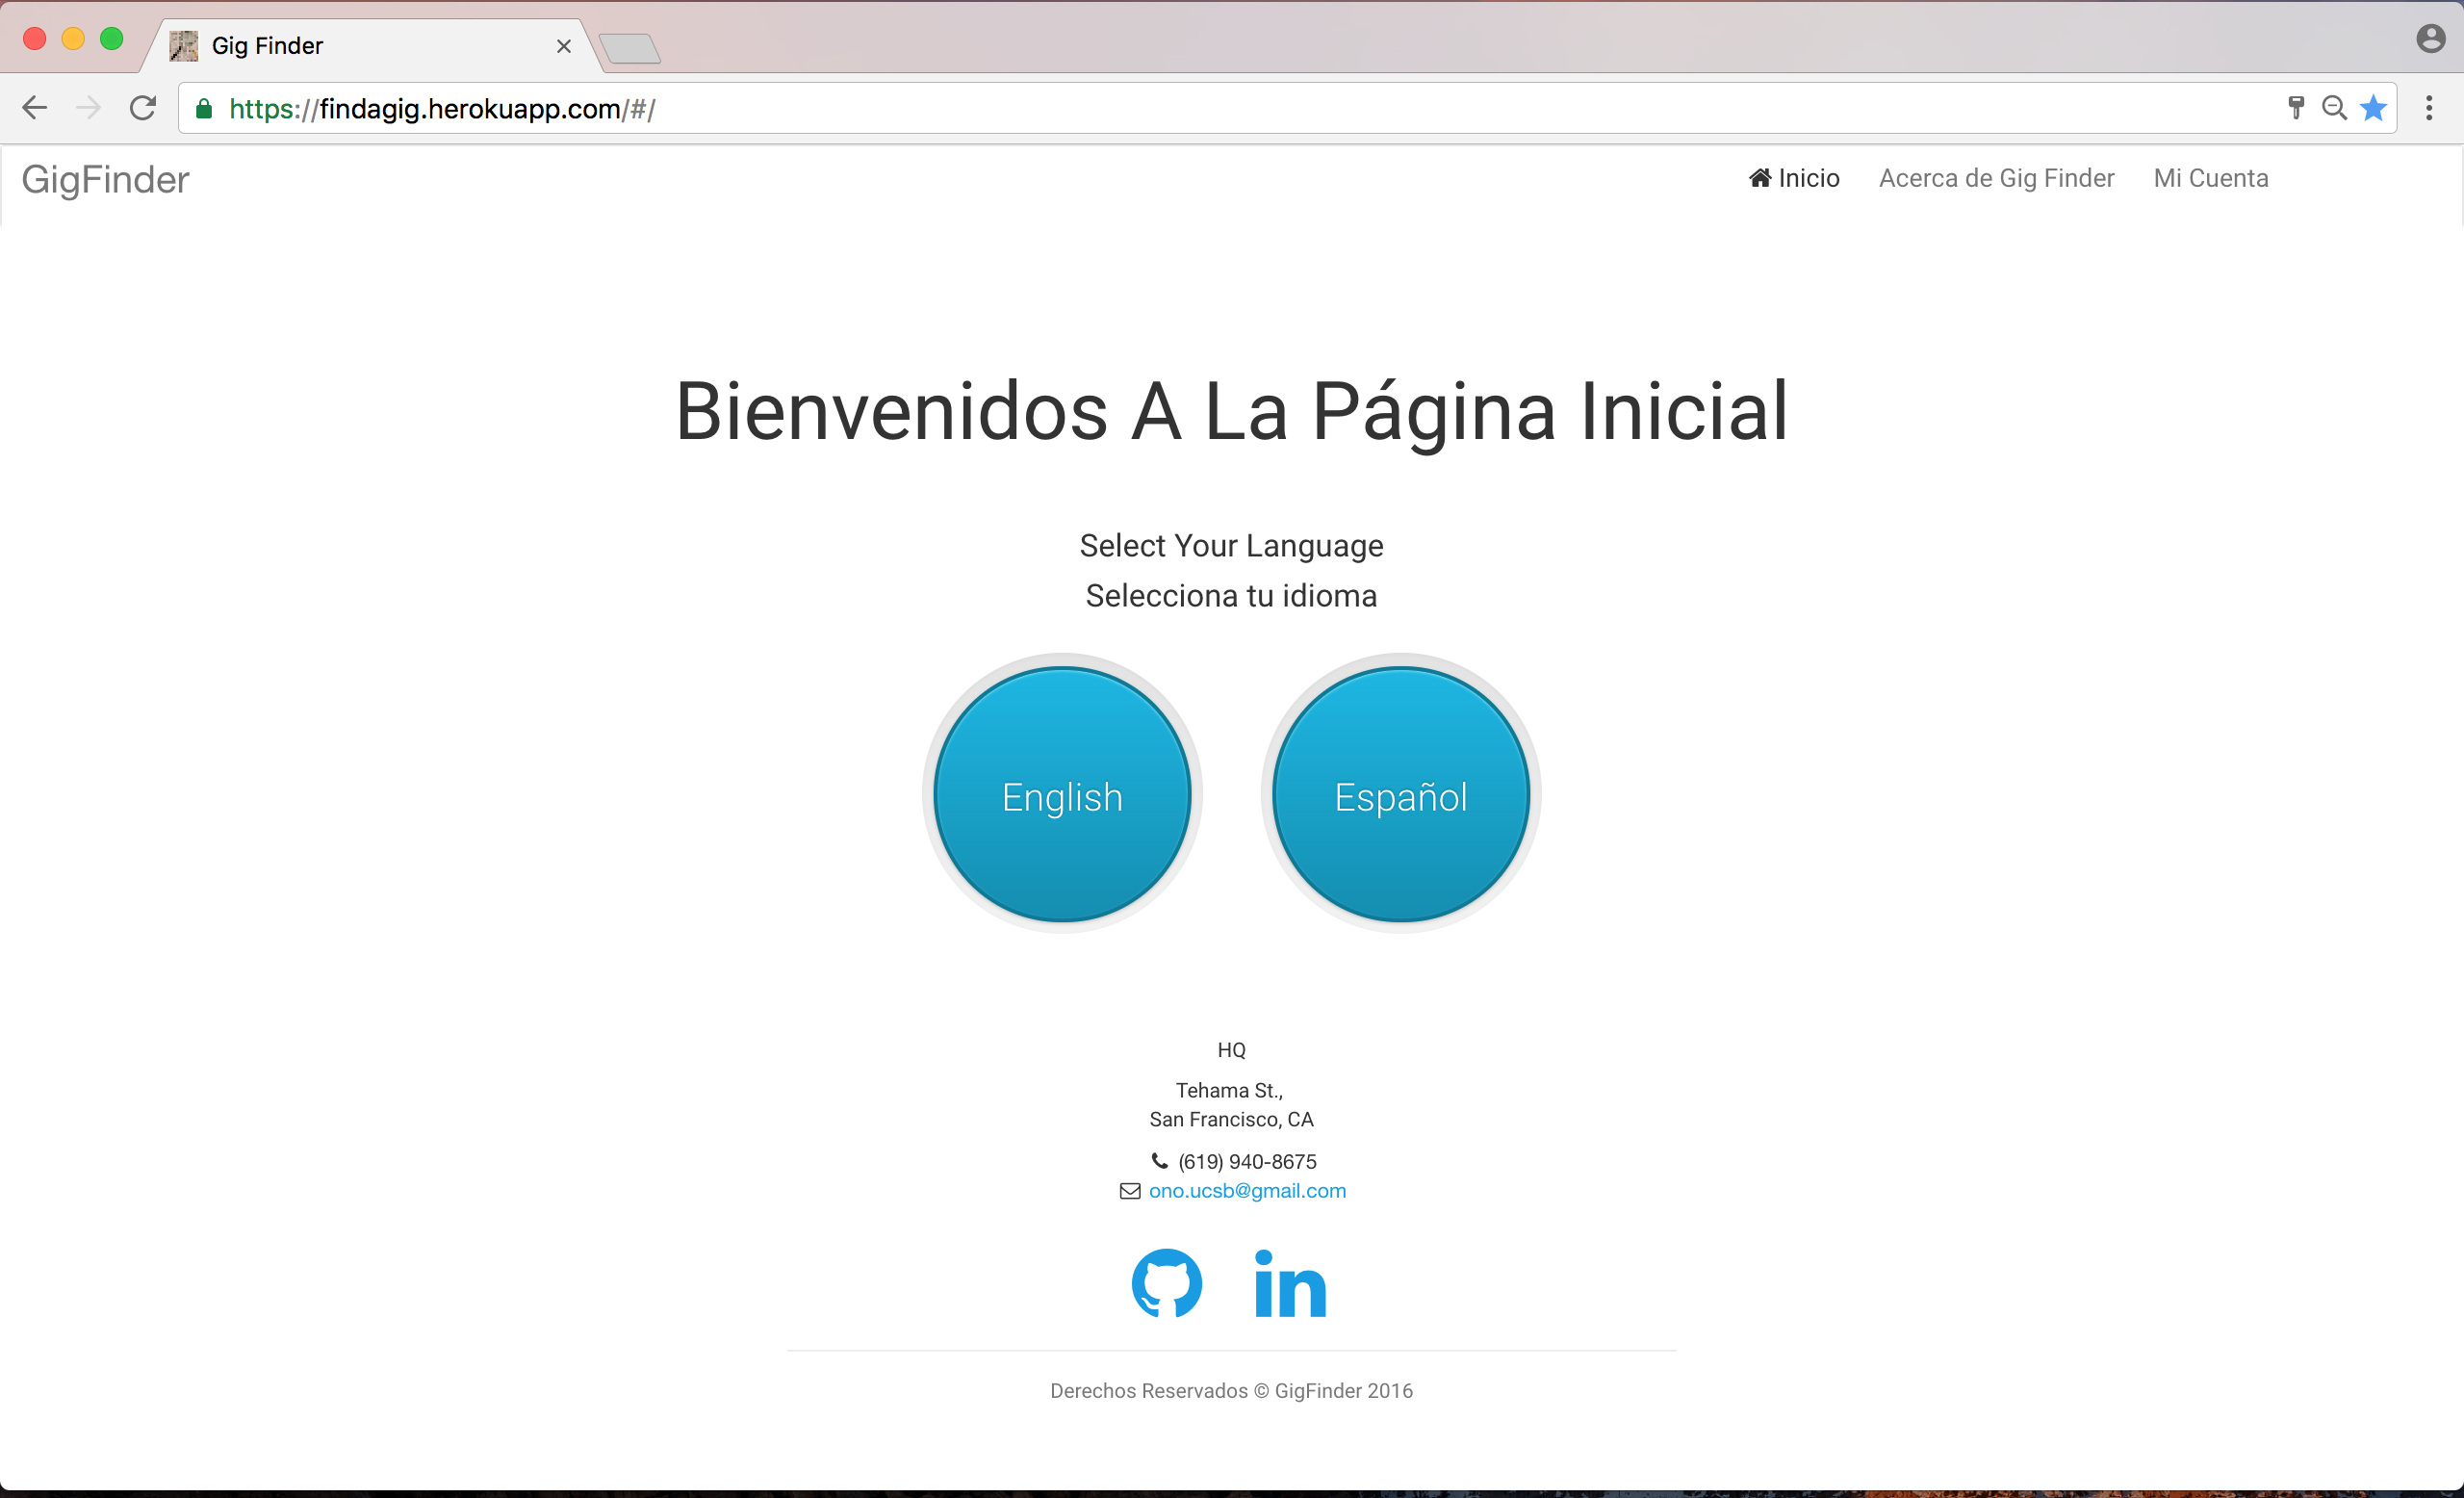 Gig Finder
https://findagig.herokuapp.com/#/
GigFinder
Inicio Acerca de Gig Finder Mi Cuenta
Bienvenidos A La Página Inicial
Select Your Language
Selecciona tu idioma
English Español
HQ
Tehama St.,
San Francisco, CA
(619) 940-8675
ono.ucsb@gmail.com
in
Derechos Reservados © GigFinder 2016